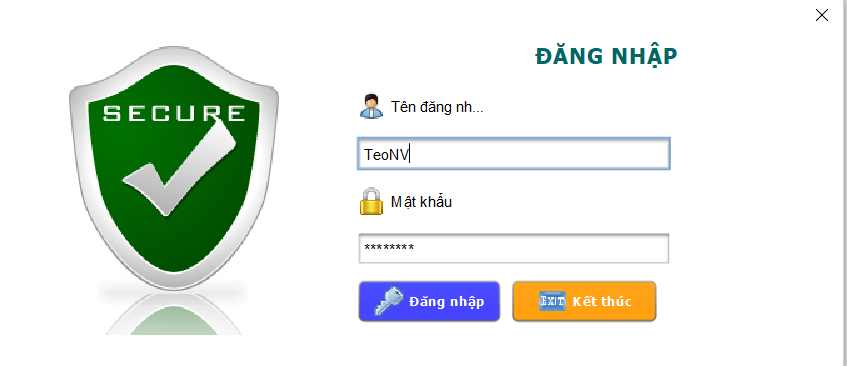 SECURE
ĐĂNG NHẬP
Tên đăng nh...
TeoNV
Mật khẩu
********
Đăng nhập
EXIT Kết thúc